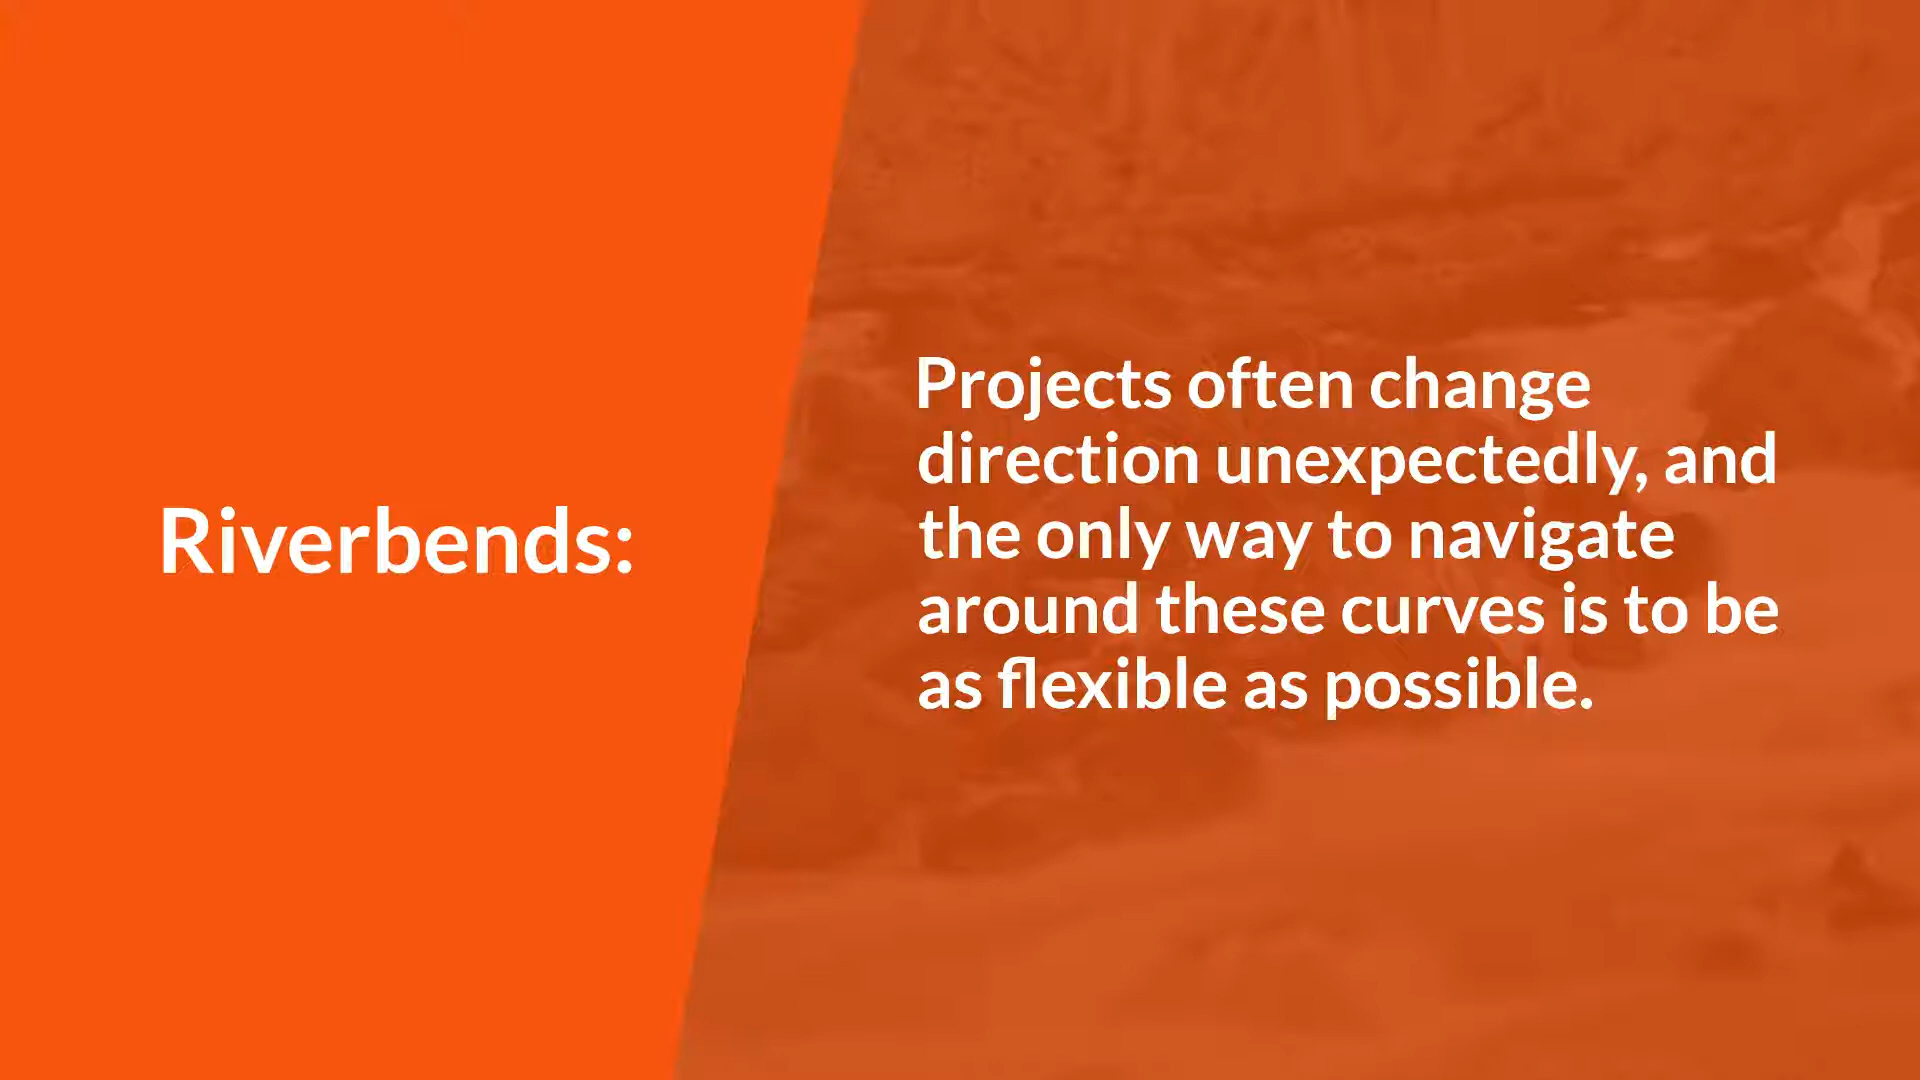 Riverbends:
Projects often change
direction unexpectedly, and
the only way to navigate
around these curves is to be
as flexible as possible.